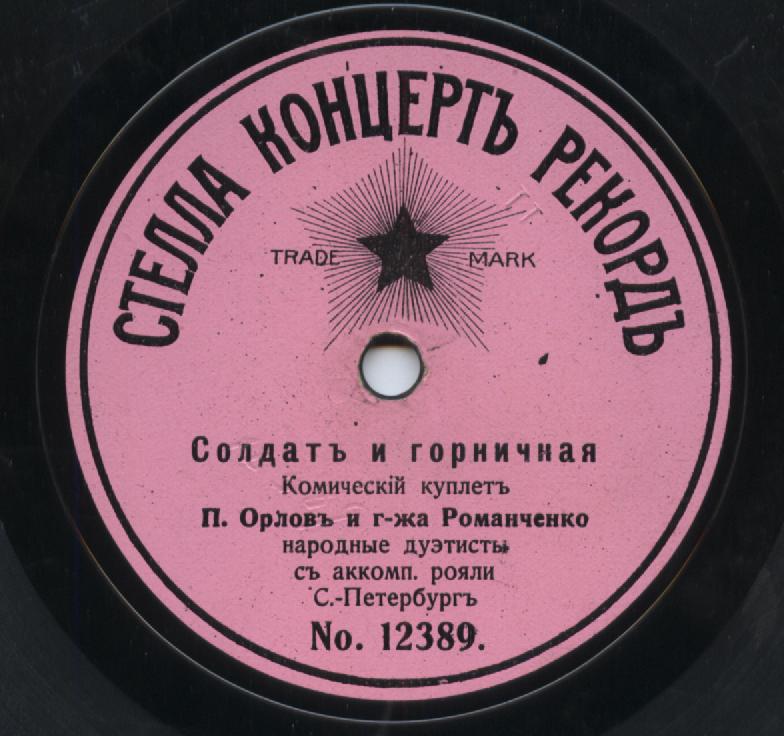 СТЕЛЛА КОНЦЕРТЪ РЕКОРДЪ
TRADE MARK
Солдатъ и горничная
Комическій куплетъ
П. Орловъ и г-жа Романченко
народные дуэтисты
съ аккомп. рояли
С.-Петербургъ
No. 12389.